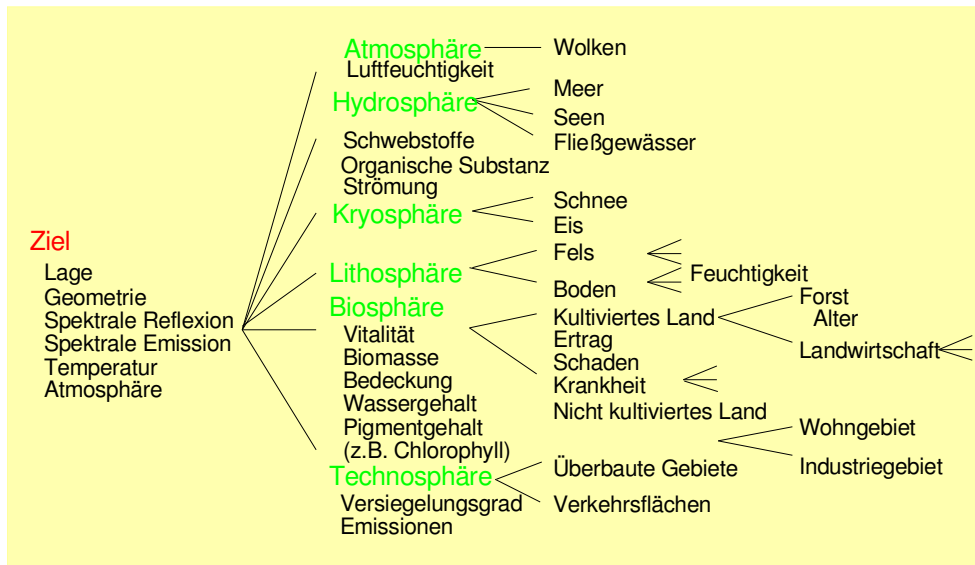 Ziel
Lage
Geometrie
Spektrale Reflexion
Spektrale Emission
Temperatur
Atmosphäre
Atmosphäre
Luftfeuchtigkeit
Hydrosphäre
Schwebstoffe
Organische Substanz
Strömung
Kryosphäre
Lithosphäre
Biosphäre
Vitalität
Biomasse
Bedeckung
Wassergehalt
Pigmentgehalt
(z.B. Chlorophyll)
Technosphäre
Versiegelungsgrad
Emissionen
Wolken
Meer
Seen
Fließgewässer
Schnee
Eis
Fels
Boden
Kultiviertes Land
Ertrag
Schaden
Krankheit
Nicht kultiviertes Land
Überbaute Gebiete
Verkehrsflächen
Feuchtigkeit
Forst
Alter
Landwirtschaft
Wohngebiet
Industriegebiet